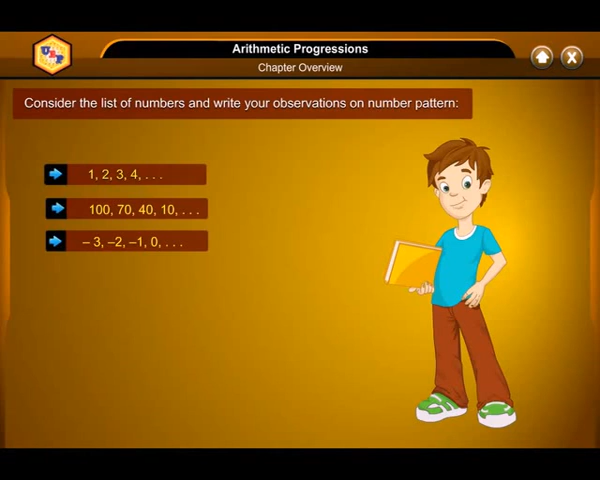 Arithmetic Progressions
Chapter Overview
Consider the list of numbers and write your observations on number pattern:
1, 2, 3, 4, . . .
100, 70, 40, 10, . . .
– 3, –2, –1, 0, . . .